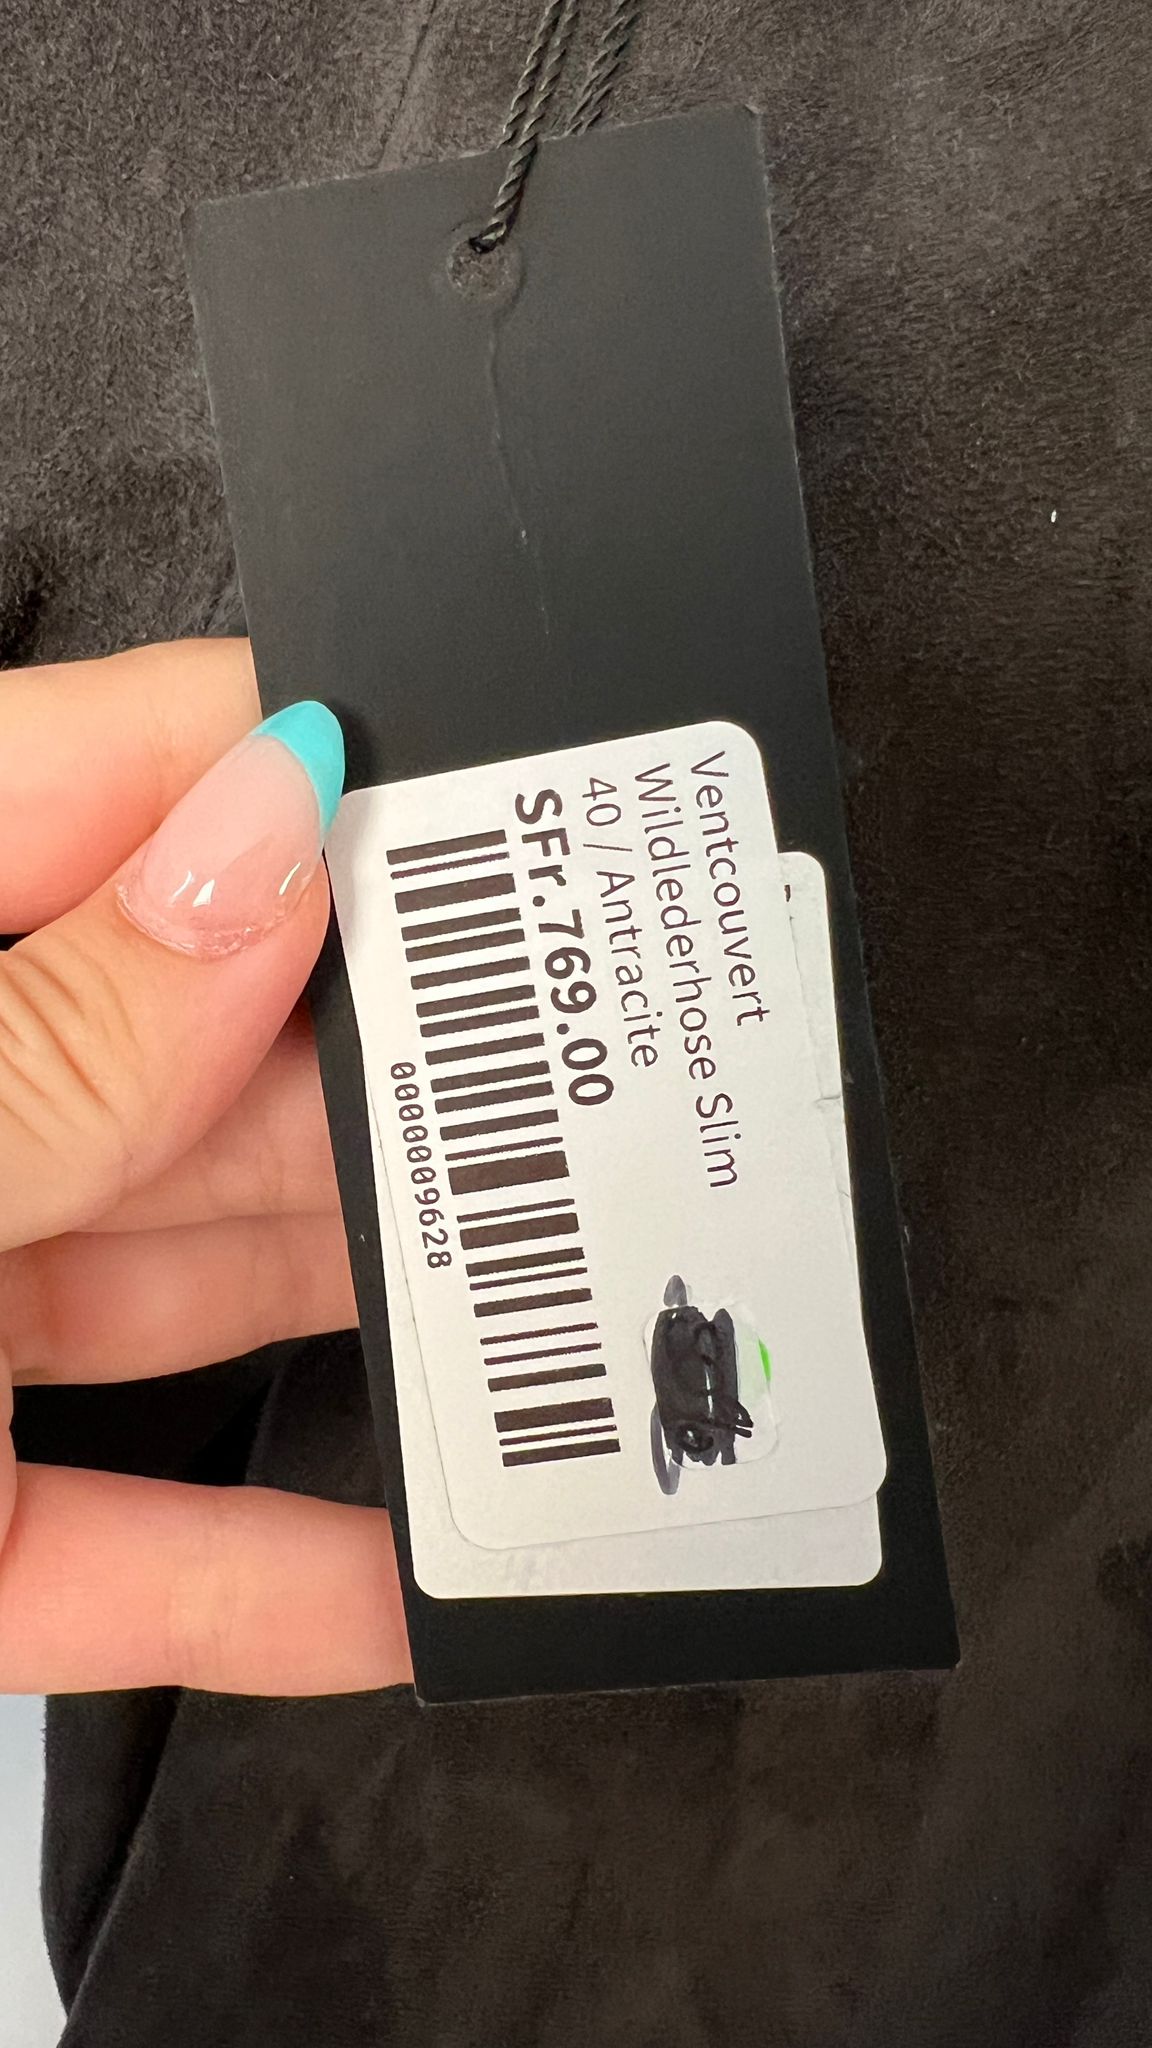 Ventcouvert
Wildlederhose Slim
40 / Antracite
SFr.769.00
0000009628